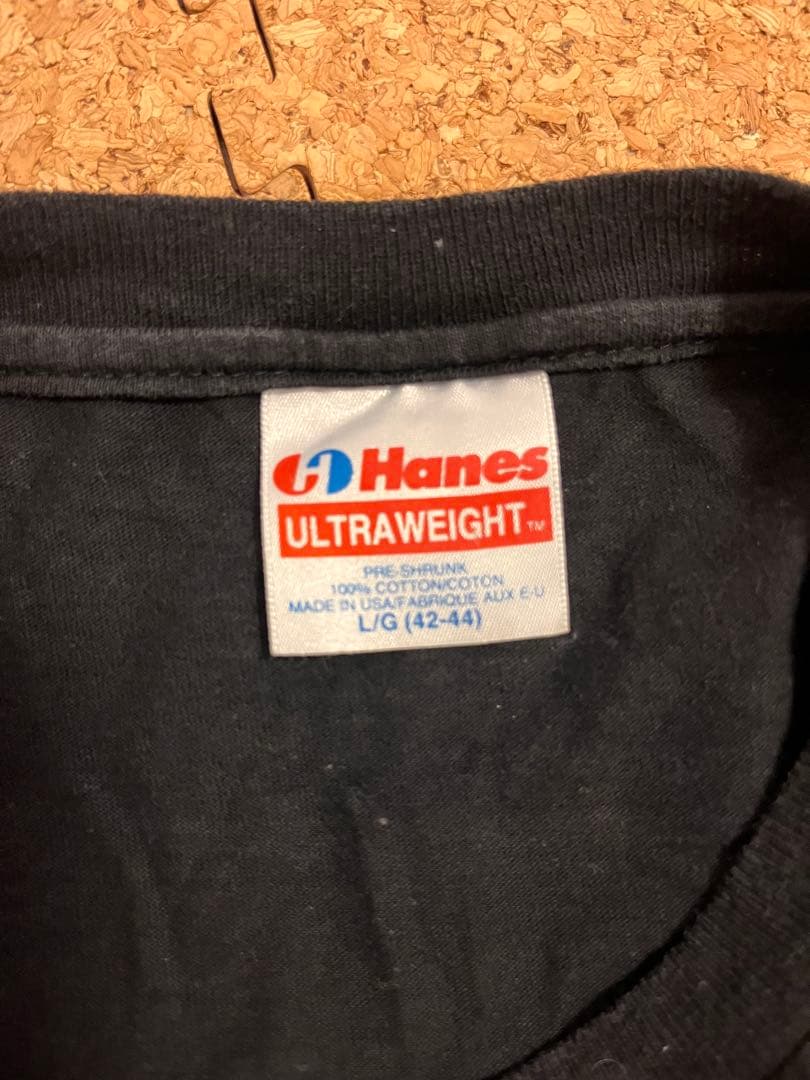 Hanes
ULTRAWEIGHT™
PRE-SHRUNK
100% COTTON/COTON
MADE IN USA/FABRIQUE AUX E-U
L/G (42-44)